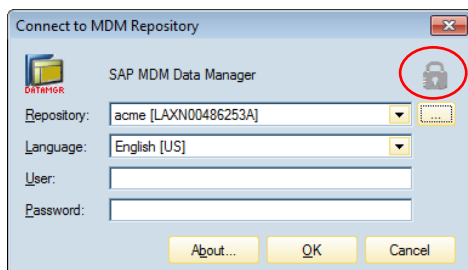 Connect to MDM Repository
DATAMGR
SAP MDM Data Manager
Repository: acme [LAXN00486253A] ...
Language: English [US]
User:
Password:
About... OK Cancel